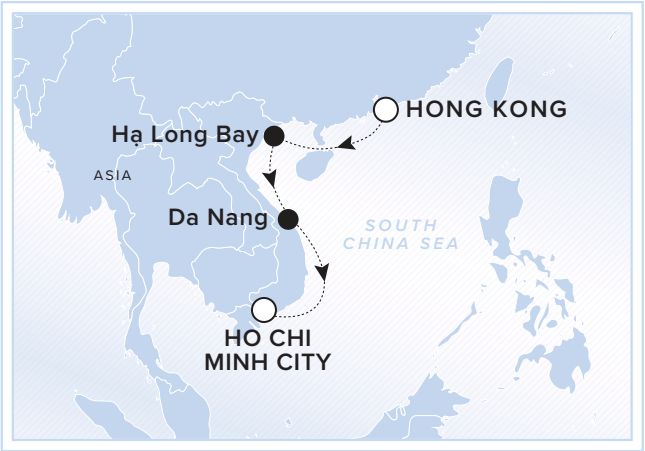 HONG KONG
Hạ Long Bay
ASIA
Da Nang
SOUTH
CHINA SEA
HO CHI
MINH CITY